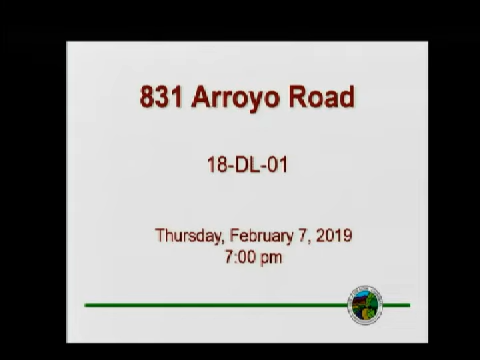 831 Arroyo Road
18-DL-01
Thursday, February 7, 2019
7:00 pm